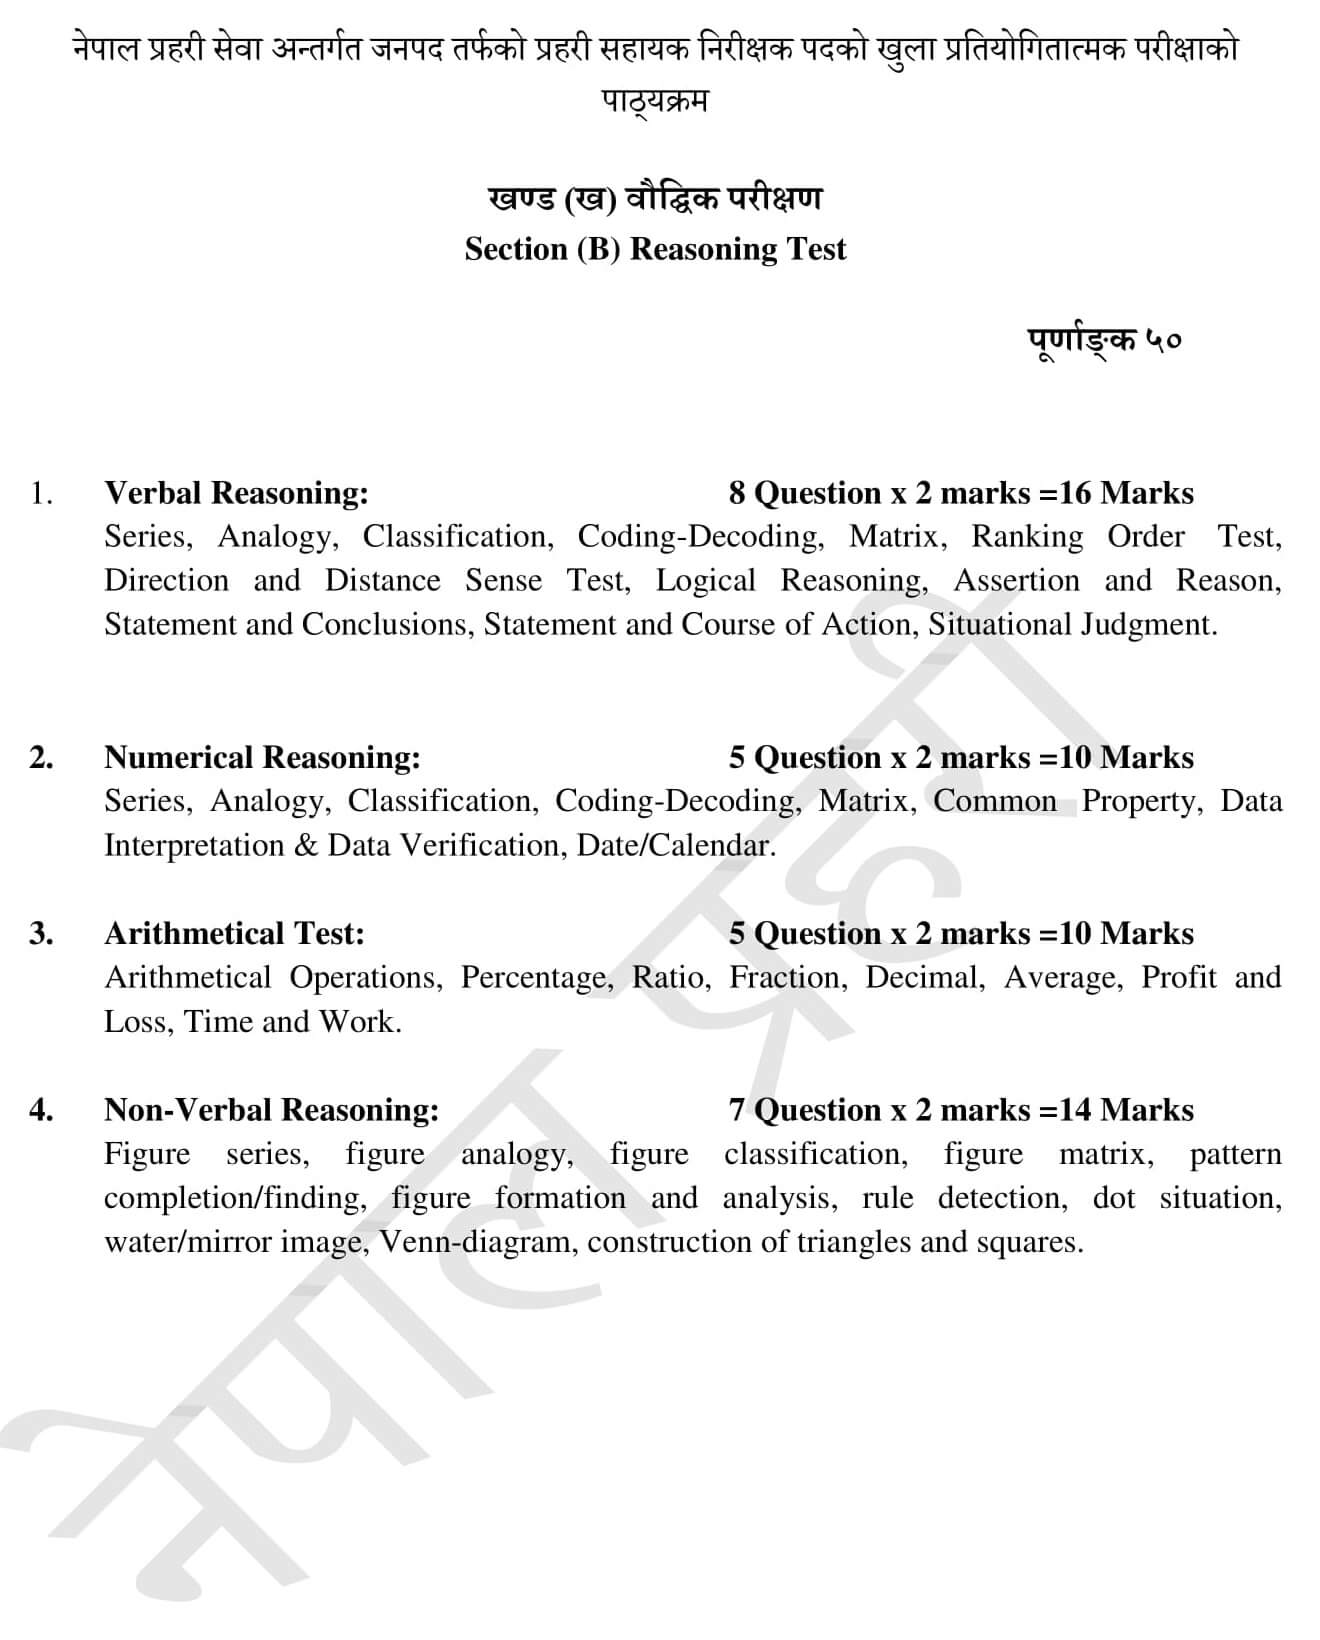 नेपाल प्रहरी सेवा अन्तर्गत जनपद तर्फको प्रहरी सहायक निरीक्षक पदको खुला प्रतियोगितात्मक परीक्षाको
पाठ्यक्रम
खण्ड (ख) वौद्धिक परीक्षण
Section (B) Reasoning Test
पूर्णाङ्क ५०
1. Verbal Reasoning: 8 Question x 2 marks =16 Marks
Series, Analogy, Classification, Coding-Decoding, Matrix, Ranking Order Test,
Direction and Distance Sense Test, Logical Reasoning, Assertion and Reason,
Statement and Conclusions, Statement and Course of Action, Situational Judgment.
2. Numerical Reasoning: 5 Question x 2 marks =10 Marks
Series, Analogy, Classification, Coding-Decoding, Matrix, Common Property, Data
Interpretation & Data Verification, Date/Calendar.
3. Arithmetical Test: 5 Question x 2 marks =10 Marks
Arithmetical Operations, Percentage, Ratio, Fraction, Decimal, Average, Profit and
Loss, Time and Work.
4. Non-Verbal Reasoning: 7 Question x 2 marks =14 Marks
Figure series, figure analogy, figure classification, figure matrix, pattern
completion/finding, figure formation and analysis, rule detection, dot situation,
water/mirror image, Venn-diagram, construction of triangles and squares.
नेपाल प्रहरी